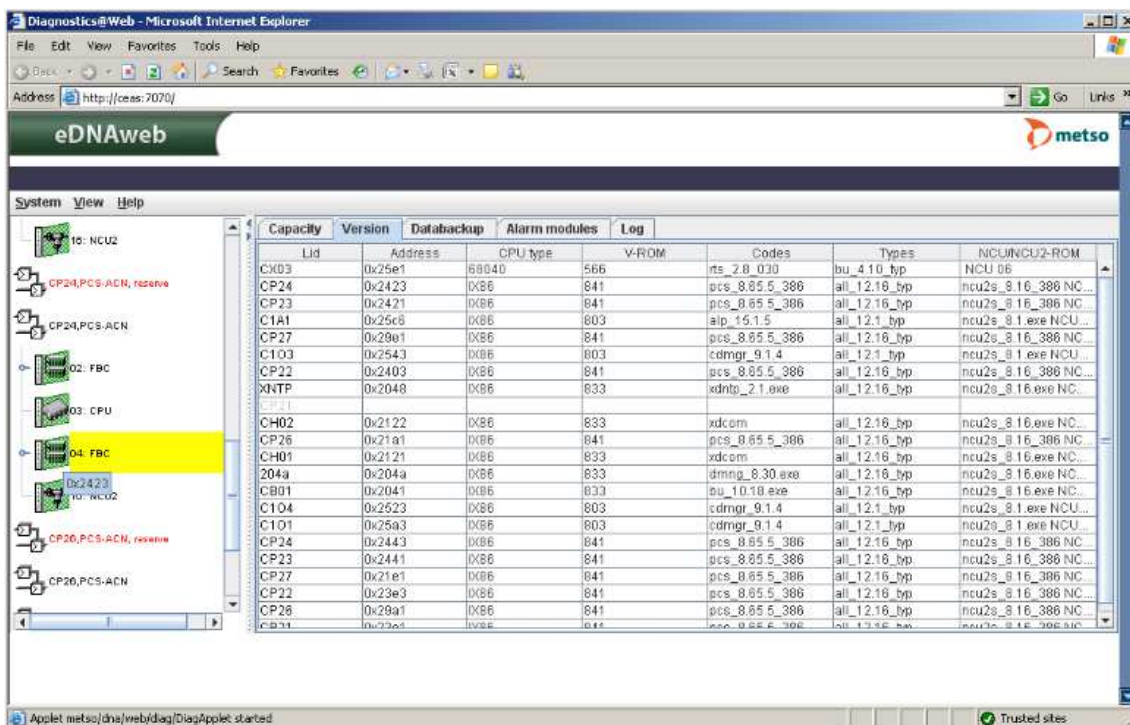 Diagnostics@Web - Microsoft Internet Explorer
File Edit View Favorites Tools Help
Back Search Favorites
Address http://ceas:7070/ Go Links
eDNAweb metso
System View Help
16: NCU2
CP24,PCS-ACN, reserve
CP24,PCS-ACN
02: FBC
03: CPU
04: FBC
0x2423
NCU2
CP26,PCS-ACN, reserve
CP26,PCS-ACN
Capacity Version Databackup Alarm modules Log
Lid Address CPU type V-ROM Codes Types NCU/NCU2-ROM
CX03 0x25e1 68040 566 rts_2.8_030 bu_4.10_typ NCU 06
CP24 0x2423 IX86 841 pcs_8.65.5_386 all_12.16_typ ncu2s_8.16_386 NC...
CP23 0x2421 IX86 841 pcs_8.65.5_386 all_12.16_typ ncu2s_8.16_386 NC...
C1A1 0x25c6 IX86 803 alp_15.1.5 all_12.1_typ ncu2s_8.1.exe NCU...
CP27 0x29e1 IX86 841 pcs_8.65.5_386 all_12.16_typ ncu2s_8.16_386 NC...
C103 0x2543 IX86 803 cdmgr_9.1.4 all_12.1_typ ncu2s_8.1.exe NCU...
CP22 0x2403 IX86 841 pcs_8.65.5_386 all_12.16_typ ncu2s_8.16_386 NC...
XNTP 0x2048 IX86 833 xdntp_2.1.exe all_12.16_typ ncu2s_8.16.exe NC...
CP21
CH02 0x2122 IX86 833 xdcom all_12.16_typ ncu2s_8.16.exe NC...
CP26 0x21a1 IX86 841 pcs_8.65.5_386 all_12.16_typ ncu2s_8.16_386 NC...
CH01 0x2121 IX86 833 xdcom all_12.16_typ ncu2s_8.16.exe NC...
204a 0x204a IX86 833 dmng_8.30.exe all_12.16_typ ncu2s_8.16.exe NC...
CB01 0x2041 IX86 833 bu_10.18.exe all_12.16_typ ncu2s_8.16.exe NC...
C104 0x2523 IX86 803 cdmgr_9.1.4 all_12.1_typ ncu2s_8.1.exe NCU...
C101 0x25a3 IX86 803 cdmgr_9.1.4 all_12.1_typ ncu2s_8.1.exe NCU...
CP24 0x2443 IX86 841 pcs_8.65.5_386 all_12.16_typ ncu2s_8.16_386 NC...
CP23 0x2441 IX86 841 pcs_8.65.5_386 all_12.16_typ ncu2s_8.16_386 NC...
CP27 0x21e1 IX86 841 pcs_8.65.5_386 all_12.16_typ ncu2s_8.16_386 NC...
CP22 0x23e3 IX86 841 pcs_8.65.5_386 all_12.16_typ ncu2s_8.16_386 NC...
CP26 0x29a1 IX86 841 pcs_8.65.5_386 all_12.16_typ ncu2s_8.16_386 NC...
Applet metso/dna/web/diag/DiagApplet started Trusted sites